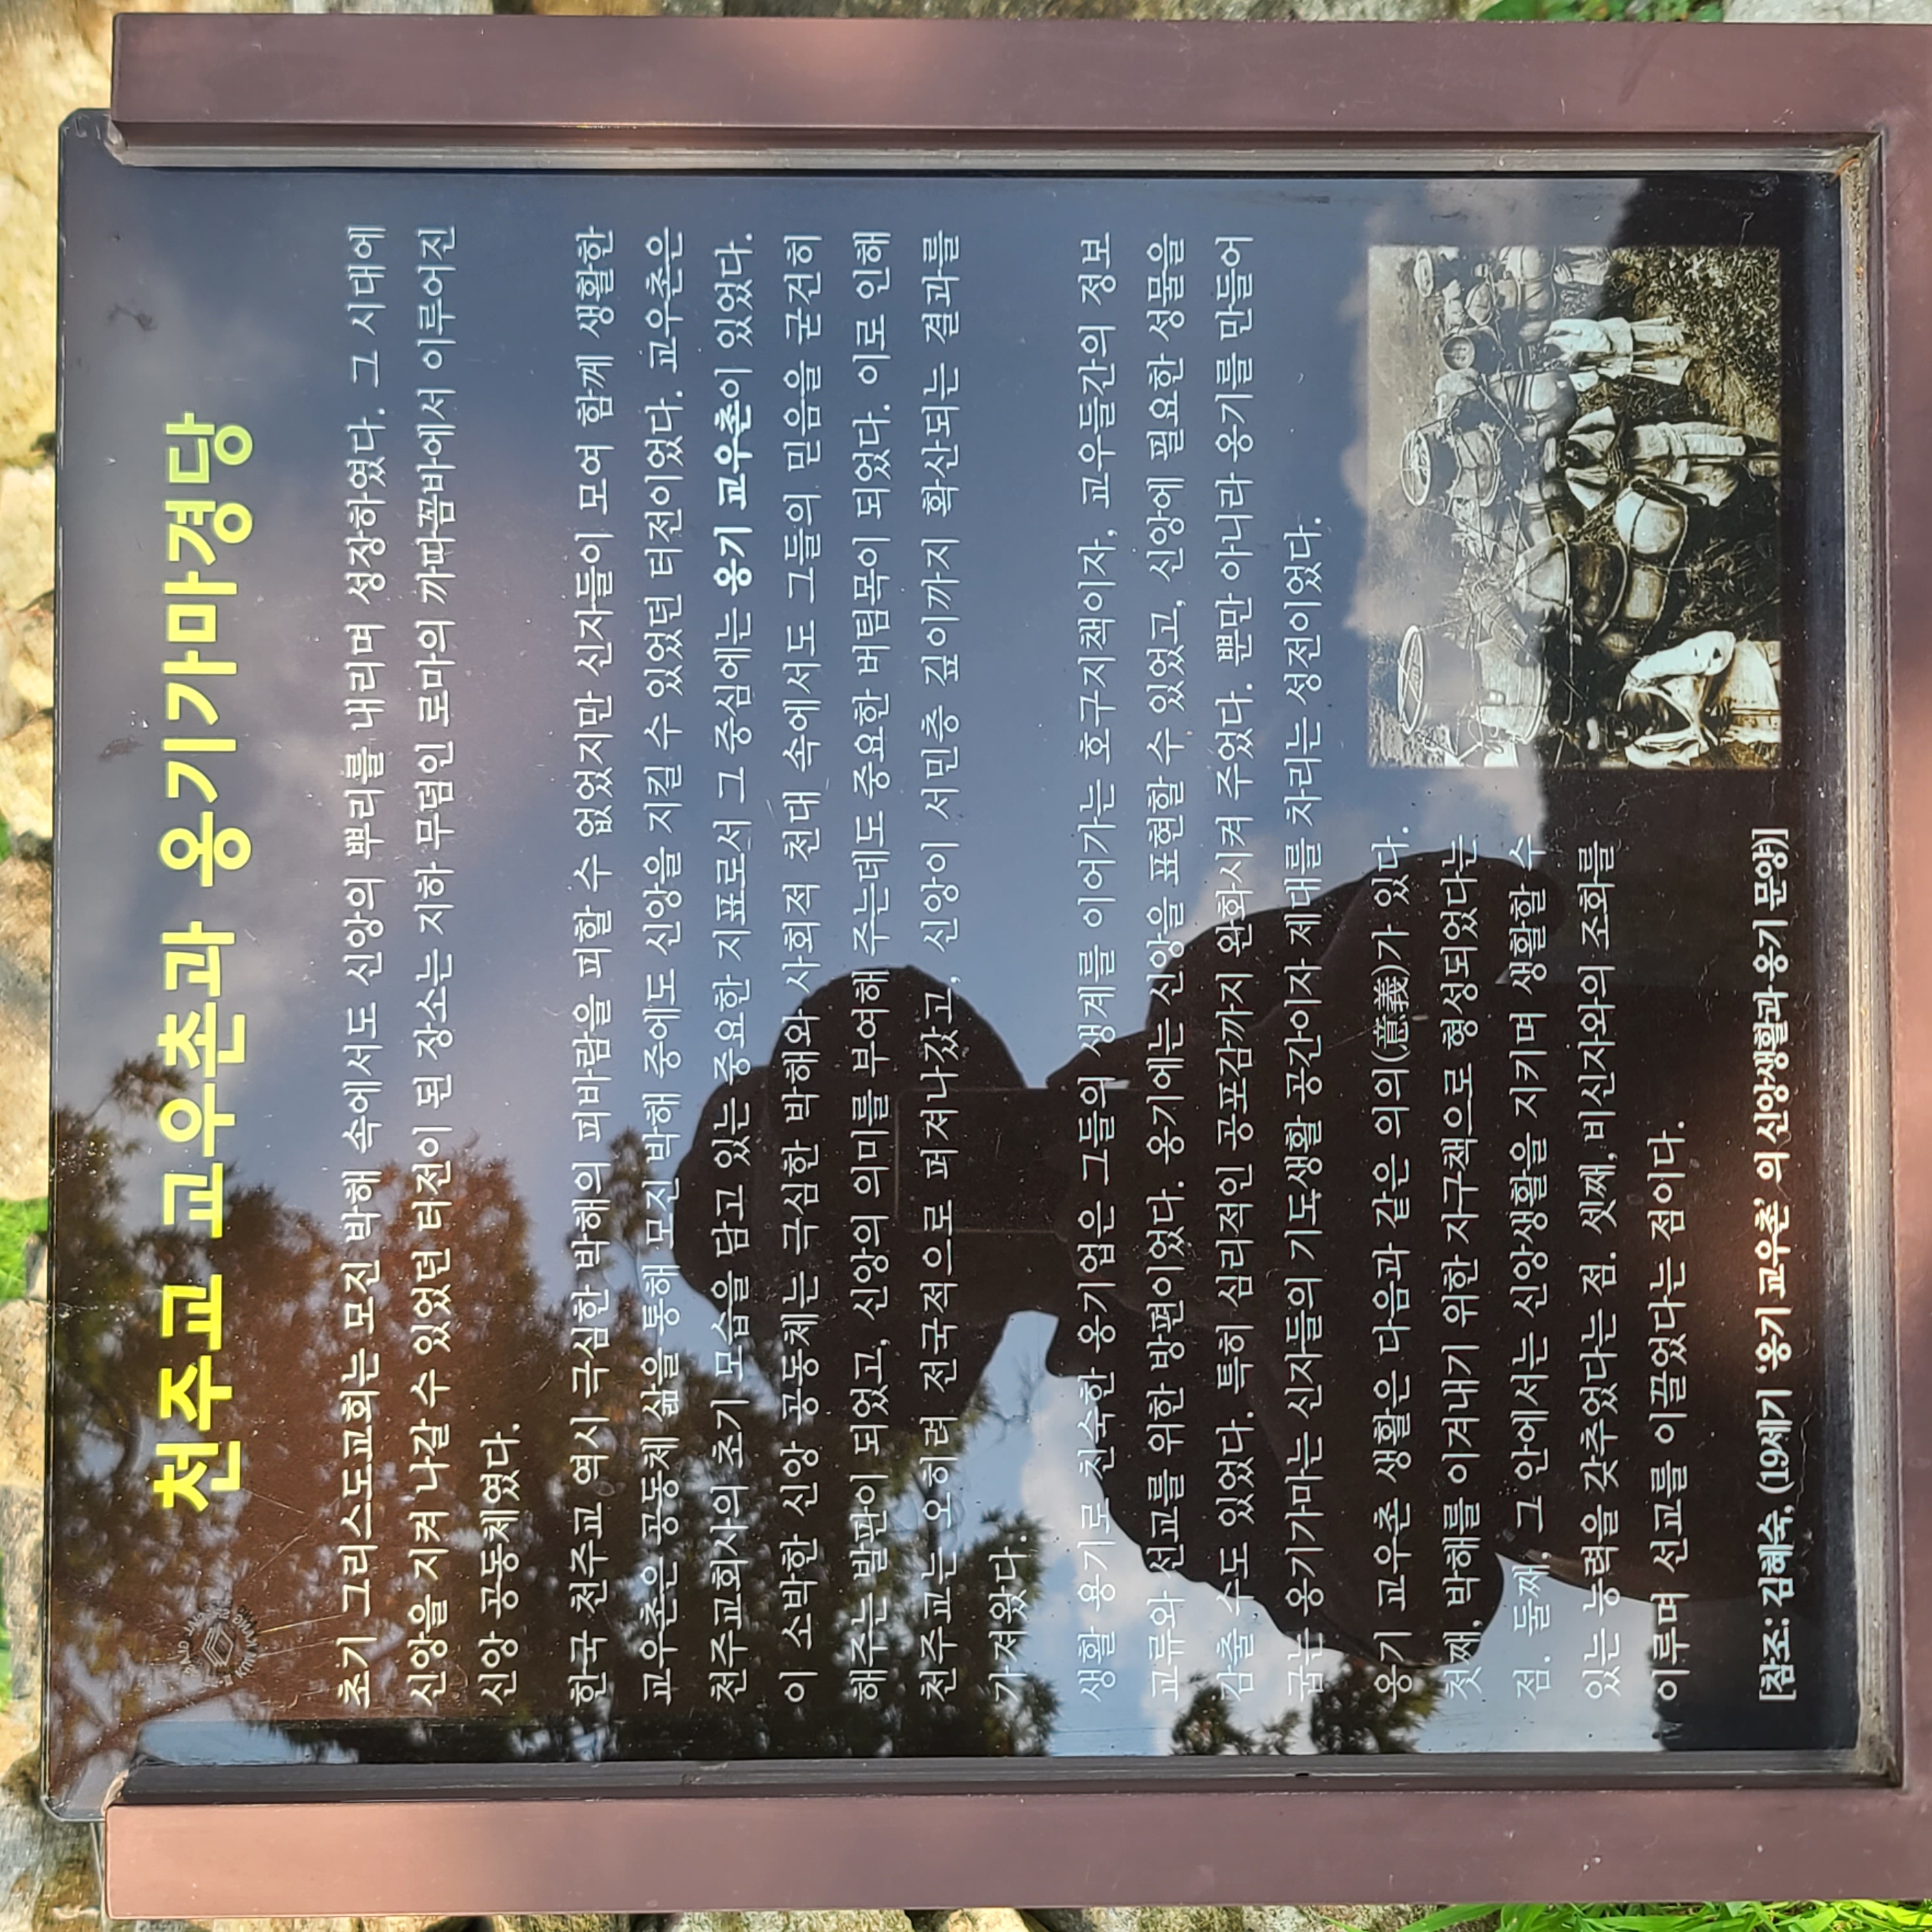 천주교 교우촌과 옹기가마경당
초기 그리스도교회는 모진 박해 속에서도 신앙의 뿌리를 내리며 성장하였다. 그 시대에
신앙을 지켜 나갈 수 있었던 터전이 된 장소는 지하 무덤인 로마의 까따꼼바에서 이루어진
신앙 공동체였다.
한국 천주교 역시 극심한 박해의 피바람을 피할 수 없었지만 신자들이 모여 함께 생활한
교우촌은 공동체 삶을 통해 모진 박해 중에도 신앙을 지킬 수 있었던 터전이었다. 교우촌은
천주교회사의 초기 모습을 담고 있는 중요한 지표로서 그 중심에는 옹기 교우촌이 있었다.
이 소박한 신앙 공동체는 극심한 박해와 사회적 천대 속에서도 그들의 믿음을 굳건히
해주는 발판이 되었고, 신앙의 의미를 부여해 주는데도 중요한 버팀목이 되었다. 이로 인해
천주교는 오히려 전국적으로 퍼져나갔고, 신앙이 서민층 깊이까지 확산되는 결과를
가져왔다.
생활 용기로 친숙한 옹기업은 그들의 생계를 이어가는 호구지책이자, 교우들간의 정보
교류와 선교를 위한 방편이었다. 옹기에는 신앙을 표현할 수 있었고, 신앙에 필요한 성물을
감출 수도 있었다. 특히 심리적인 공포감까지 완화시켜 주었다. 뿐만 아니라 옹기를 만들어
굽는 옹기가마는 신자들의 기도생활 공간이자 제대를 차리는 성전이었다.
옹기 교우촌 생활은 다음과 같은 의의(意義)가 있다.
첫째, 박해를 이겨내기 위한 자구책으로 형성되었다는
점. 둘째, 그 안에서는 신앙생활을 지키며 생활할 수
있는 능력을 갖추었다는 점. 셋째, 비신자와의 조화를
이루며 선교를 이끌었다는 점이다.
[참조: 김혜숙, (19세기 '옹기 교우촌' 의 신앙생활과 옹기 문양)]